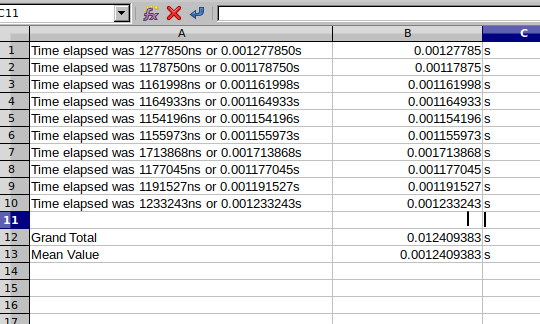 C11
A B C
1 Time elapsed was 1277850ns or 0.001277850s 0.00127785 s
2 Time elapsed was 1178750ns or 0.001178750s 0.00117875 s
3 Time elapsed was 1161998ns or 0.001161998s 0.001161998 s
4 Time elapsed was 1164933ns or 0.001164933s 0.001164933 s
5 Time elapsed was 1154196ns or 0.001154196s 0.001154196 s
6 Time elapsed was 1155973ns or 0.001155973s 0.001155973 s
7 Time elapsed was 1713868ns or 0.001713868s 0.001713868 s
8 Time elapsed was 1177045ns or 0.001177045s 0.001177045 s
9 Time elapsed was 1191527ns or 0.001191527s 0.001191527 s
10 Time elapsed was 1233243ns or 0.001233243s 0.001233243 s
11
12 Grand Total 0.012409383 s
13 Mean Value 0.0012409383 s
14
15
16
17